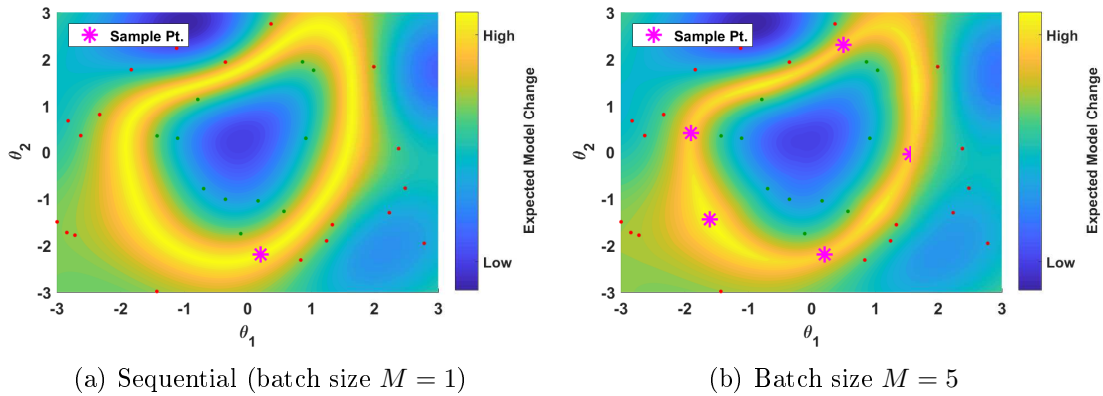 3
2
1
0
-1
-2
-3
-3 -2 -1 0 1 2 3
θ2
θ1
Sample Pt.
High
Low
Expected Model Change
3
2
1
0
-1
-2
-3
-3 -2 -1 0 1 2 3
θ2
θ1
Sample Pt.
High
Low
Expected Model Change
(a) Sequential (batch size M = 1)
(b) Batch size M = 5